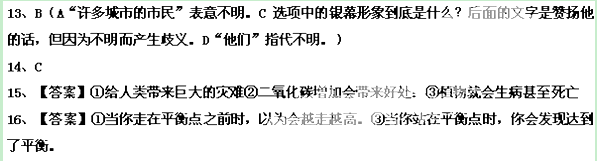 13、B（A“许多城市的市民”表意不明。C 选项中的银幕形象到底是什么？后面的文字是赞扬他
的话，但因为不明而产生歧义。D“他们”指代不明。）
14、C
15、【答案】①给人类带来巨大的灾难②二氧化碳增加会带来好处；③植物就会生病甚至死亡
16、【答案】①当你走在平衡点之前时，以为会越走越高。③当你站在平衡点时，你会发现达到
了平衡。